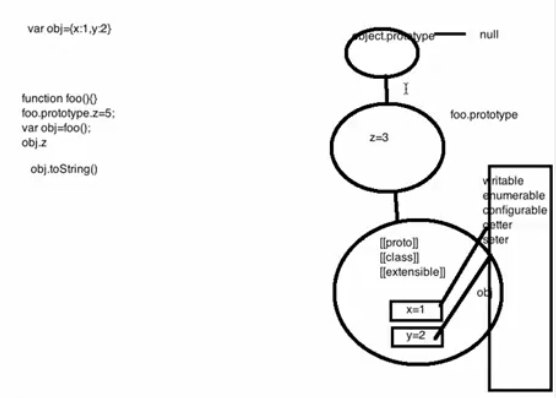 var obj={x:1,y:2}
function foo(){}
foo.prototype.z=5;
var obj=foo();
obj.z
obj.toString()
object.prototype
null
foo.prototype
z=3
writable
enumerable
configurable
getter
seter
[[proto]]
[[class]]
[[extensible]]
obj
x=1
y=2